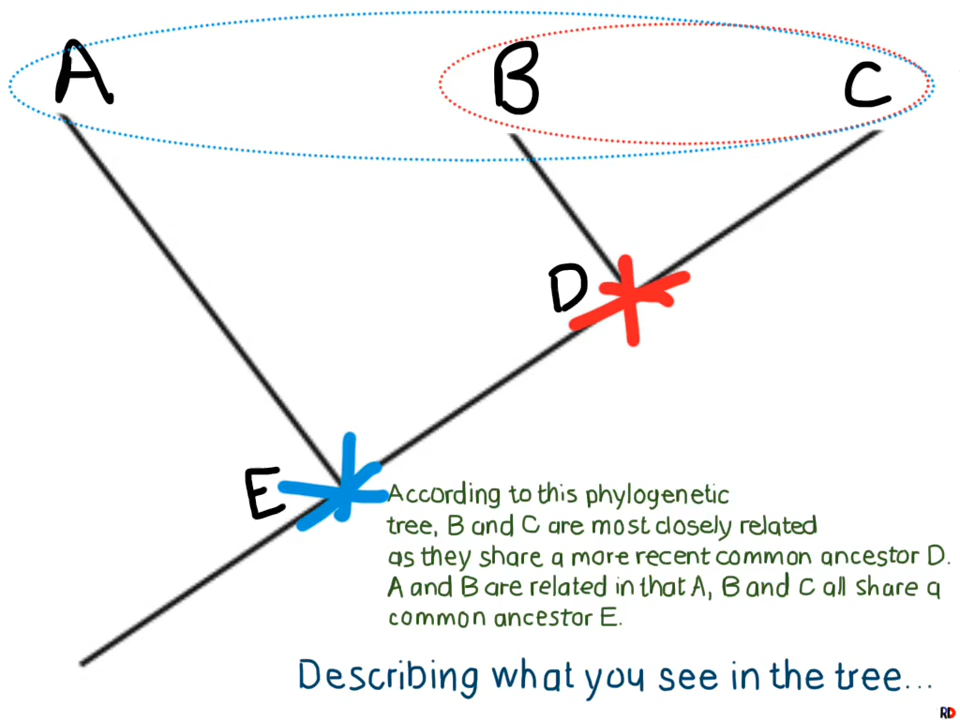 A
B
C
D
E
According to this phylogenetic
tree, B and C are most closely related
as they share a more recent common ancestor D.
A and B are related in that A, B and C all share a
common ancestor E.
Describing what you see in the tree...
RD